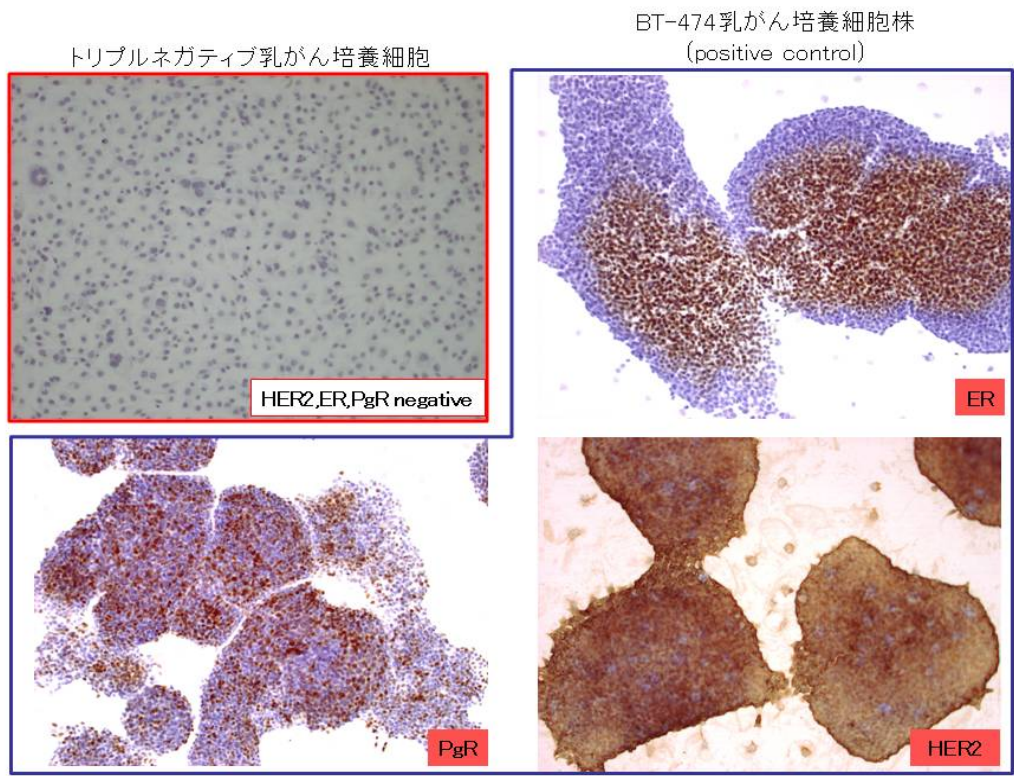 トリプルネガティブ乳がん培養細胞
BT-474乳がん培養細胞株
(positive control)
HER2,ER,PgR negative
ER
PgR
HER2